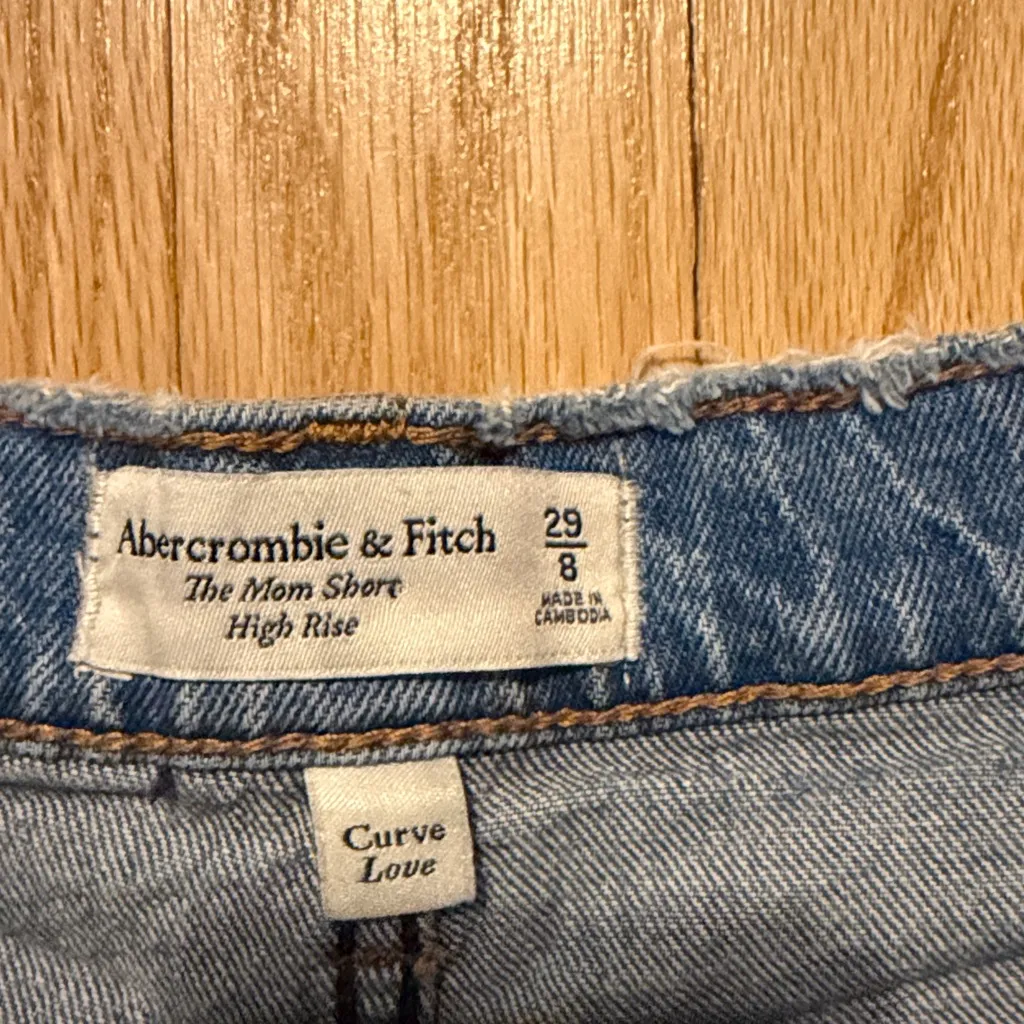 Abercrombie & Fitch
The Mom Short
High Rise
29
8
MADE IN
CAMBODIA
Curve
Love